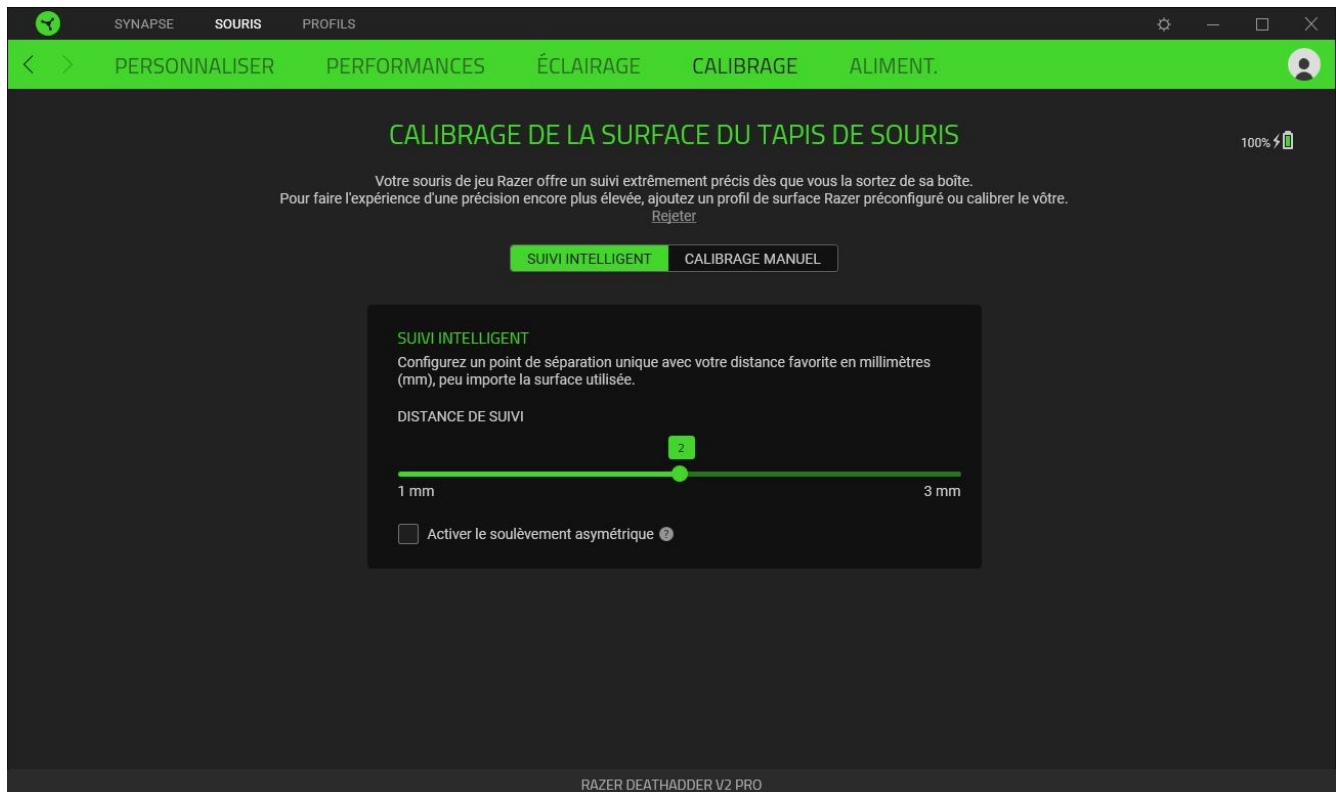 SYNAPSE SOURIS PROFILS
PERSONNALISER PERFORMANCES ÉCLAIRAGE CALIBRAGE ALIMENT.
CALIBRAGE DE LA SURFACE DU TAPIS DE SOURIS
100%
Votre souris de jeu Razer offre un suivi extrêmement précis dès que vous la sortez de sa boîte.
Pour faire l'expérience d'une précision encore plus élevée, ajoutez un profil de surface Razer préconfiguré ou calibrer le vôtre.
Rejeter
SUIVI INTELLIGENT CALIBRAGE MANUEL
SUIVI INTELLIGENT
Configurez un point de séparation unique avec votre distance favorite en millimètres
(mm), peu importe la surface utilisée.
DISTANCE DE SUIVI
2
1 mm 3 mm
Activer le soulèvement asymétrique ?
RAZER DEATHADDER V2 PRO